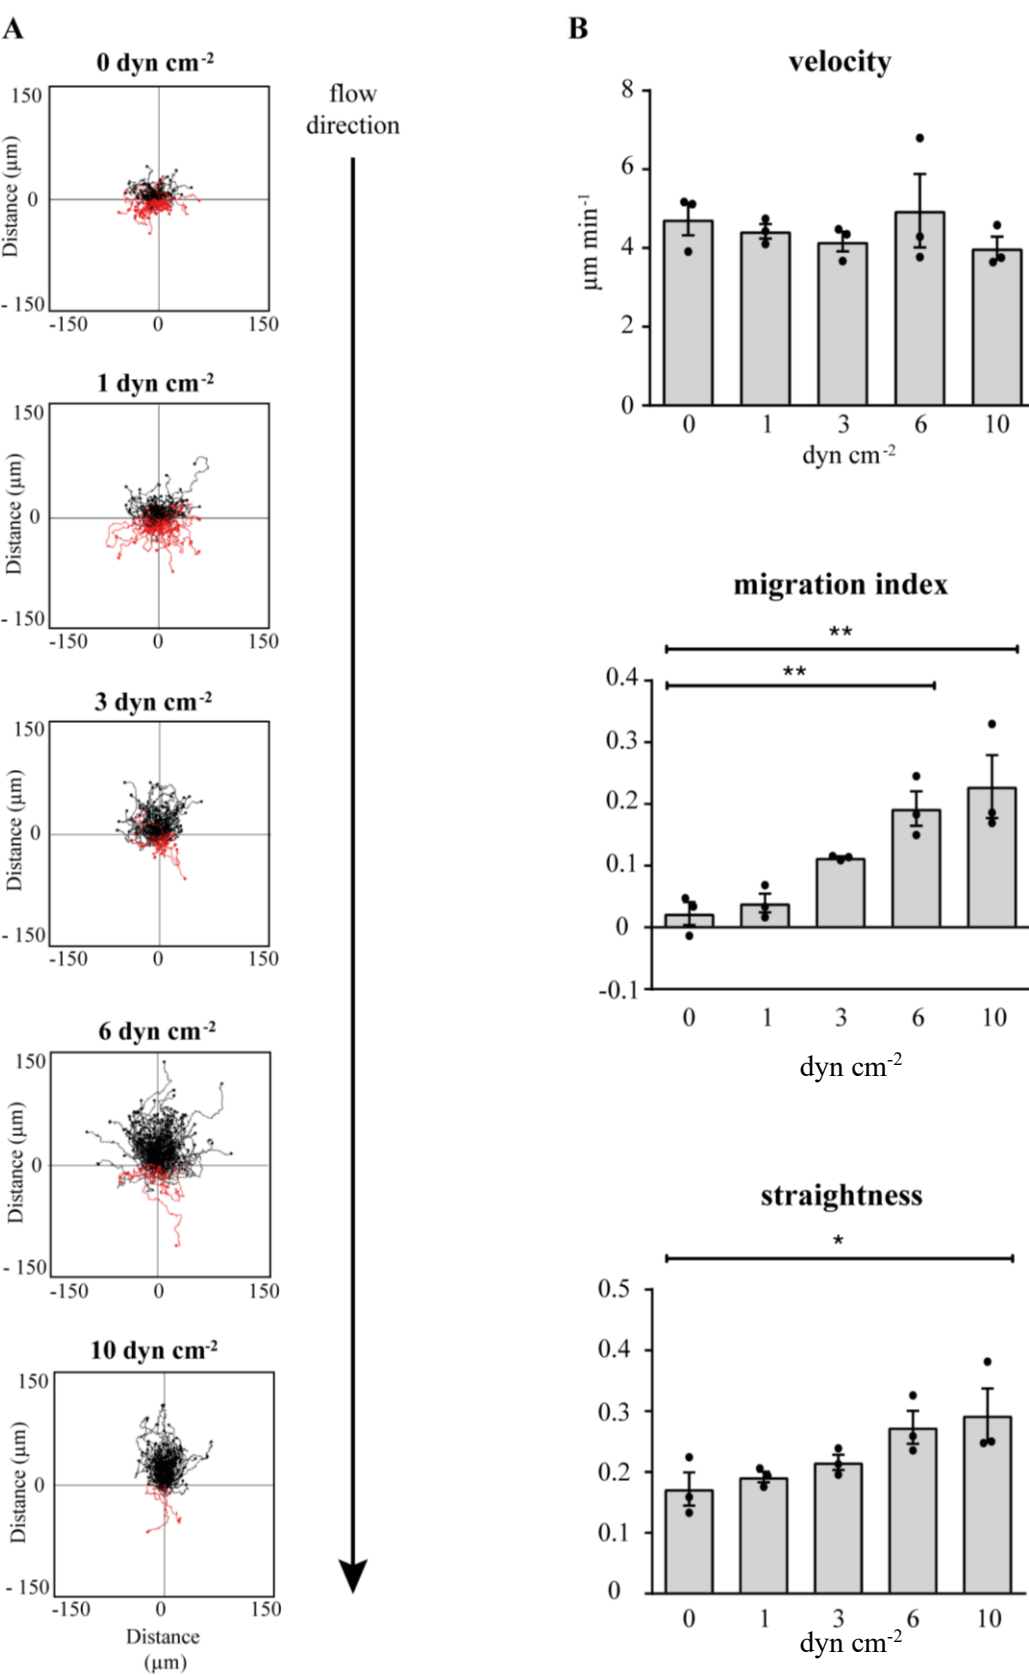 A
0 dyn cm-2
150
0
- 150
Distance (µm)
-150 0 150
1 dyn cm-2
150
0
- 150
Distance (µm)
-150 0 150
3 dyn cm-2
150
0
- 150
Distance (µm)
-150 0 150
6 dyn cm-2
150
0
- 150
Distance (µm)
-150 0 150
10 dyn cm-2
150
0
- 150
Distance (µm)
-150 0 150
Distance
(µm)
flow
direction
B
velocity
8
6
4
2
0
µm min-1
0 1 3 6 10
dyn cm-2
migration index
**
**
0.4
0.3
0.2
0.1
0
-0.1
0 1 3 6 10
dyn cm-2
straightness
*
0.5
0.4
0.3
0.2
0.1
0
0 1 3 6 10
dyn cm-2